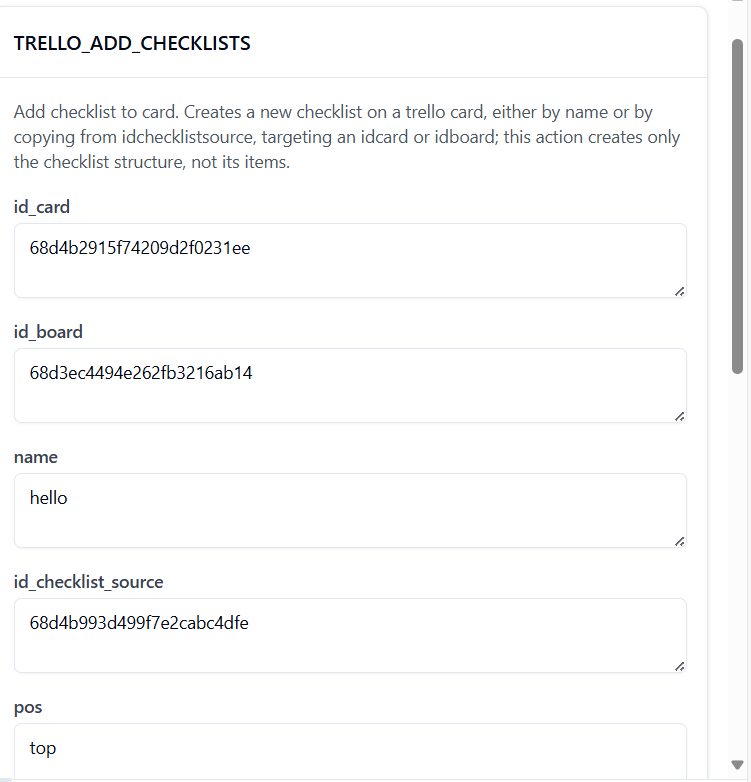 TRELLO_ADD_CHECKLISTS
Add checklist to card. Creates a new checklist on a trello card, either by name or by
copying from idchecklistsource, targeting an idcard or idboard; this action creates only
the checklist structure, not its items.
id_card
68d4b2915f74209d2f0231ee
id_board
68d3ec4494e262fb3216ab14
name
hello
id_checklist_source
68d4b993d499f7e2cabc4dfe
pos
top